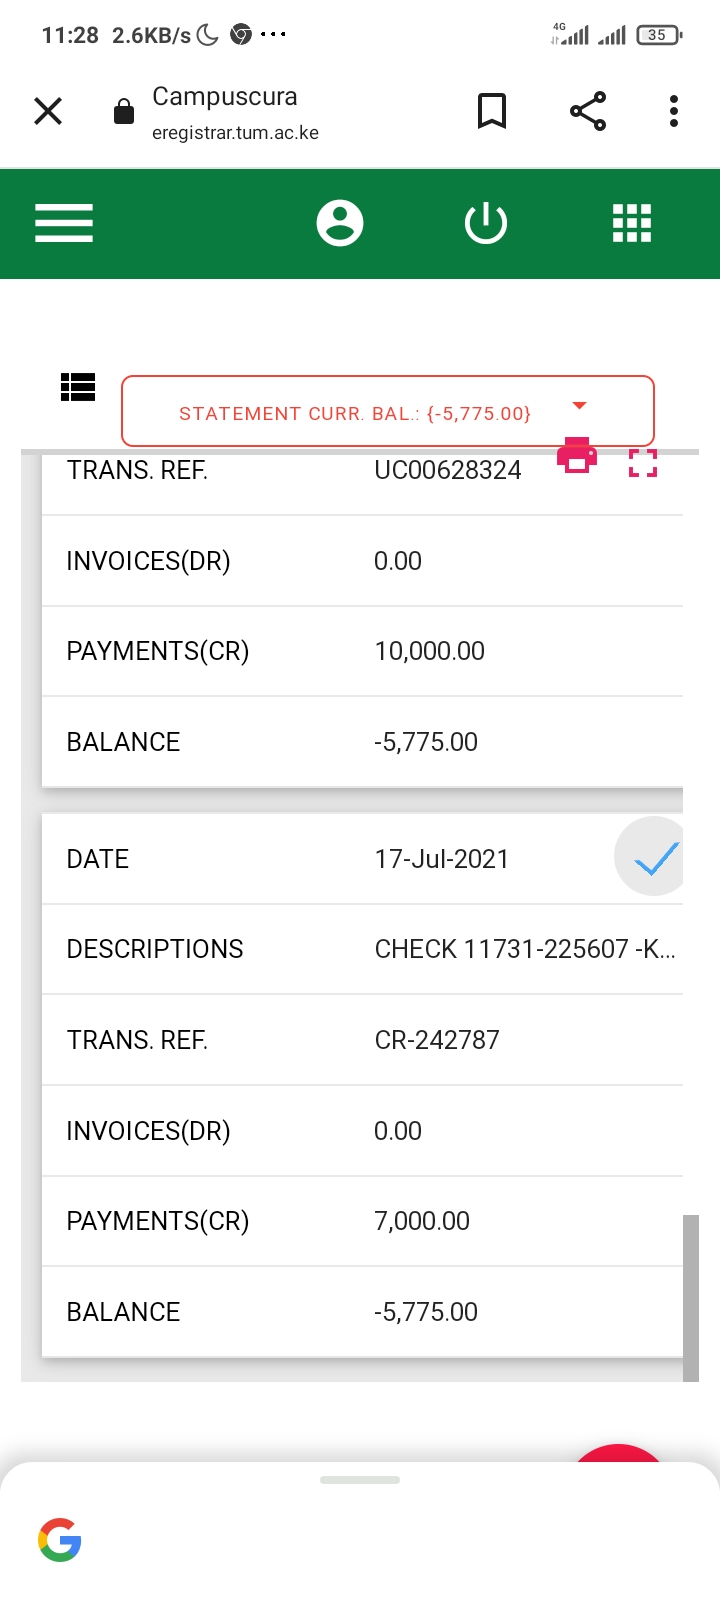 11:28 2.6KB/s 4G 35
Campuscura
eregistrar.tum.ac.ke
STATEMENT CURR. BAL.: {-5,775.00}
TRANS. REF. UC00628324
INVOICES(DR) 0.00
PAYMENTS(CR) 10,000.00
BALANCE -5,775.00
DATE 17-Jul-2021
DESCRIPTIONS CHECK 11731-225607 -K...
TRANS. REF. CR-242787
INVOICES(DR) 0.00
PAYMENTS(CR) 7,000.00
BALANCE -5,775.00